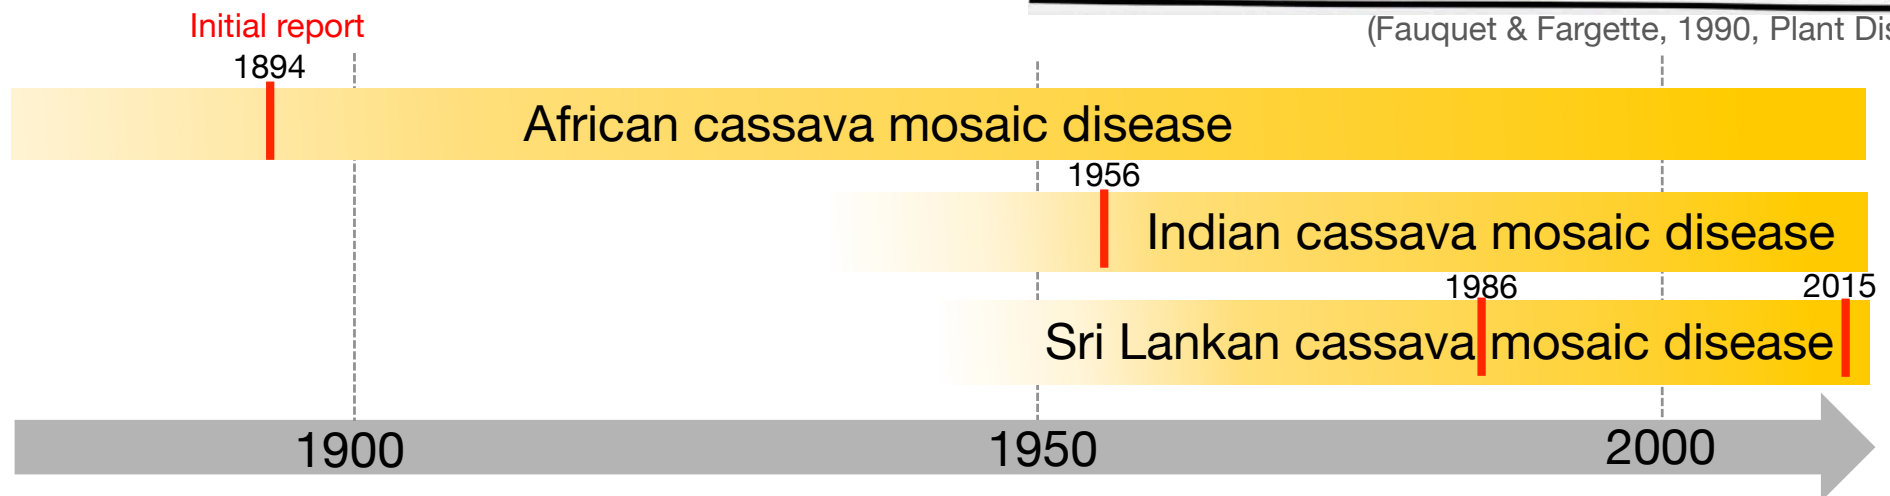 Initial report
(Fauquet & Fargette, 1990, Plant
1894
African cassava mosaic disease
1956
Indian cassava mosaic disease
1986
2015
Sri Lankan cassava mosaic disease
1900
1950
2000